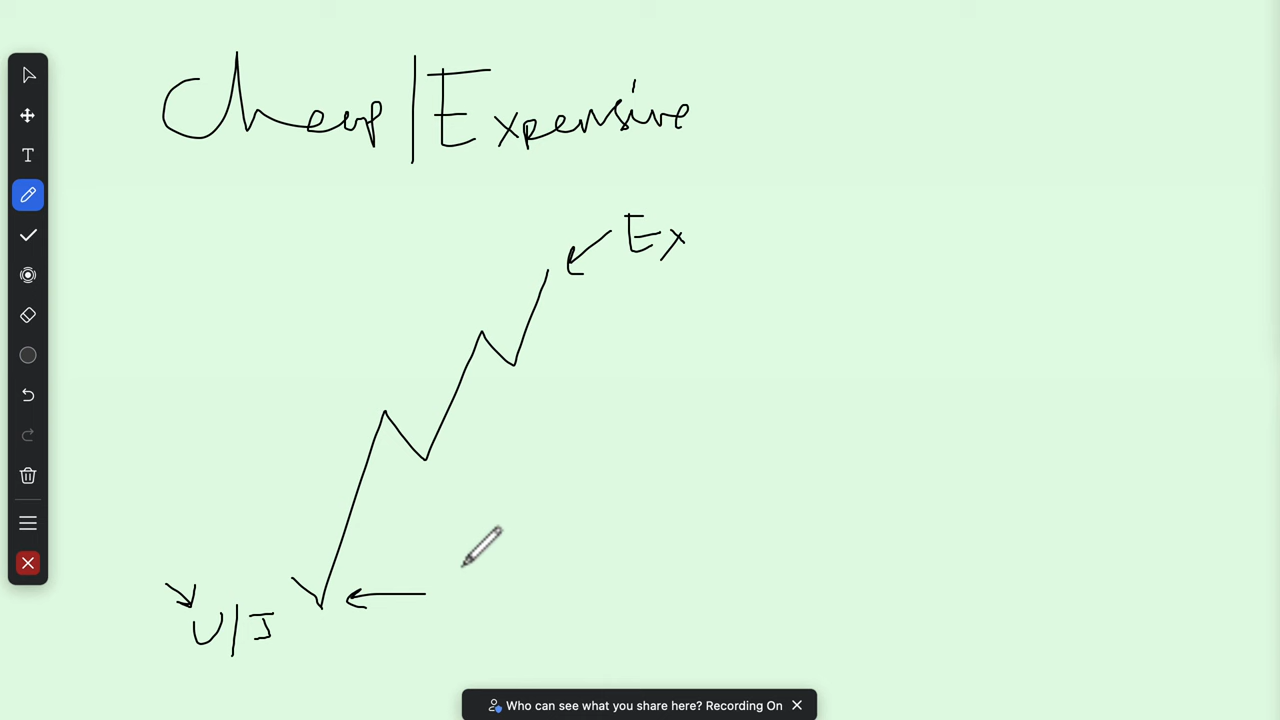 Cheap/Expensive
Ex
U/J
T
Who can see what you share here? Recording On